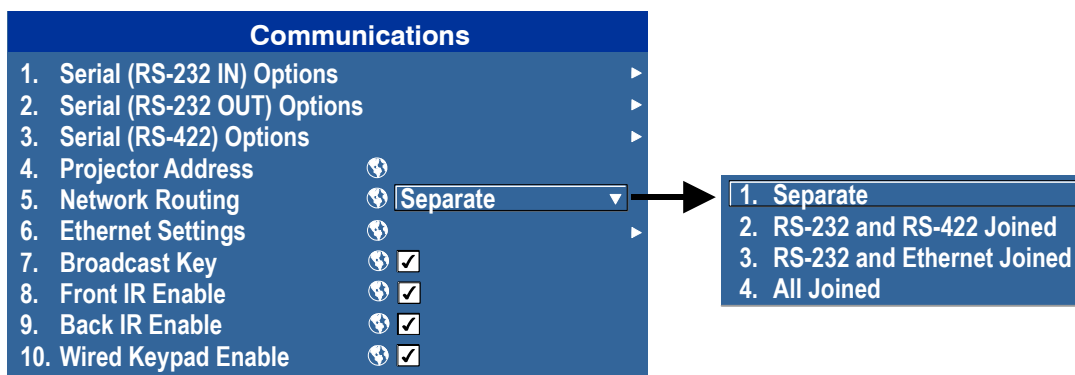 Communications
1. Serial (RS-232 IN) Options
2. Serial (RS-232 OUT) Options
3. Serial (RS-422) Options
4. Projector Address
5. Network Routing Separate
6. Ethernet Settings
7. Broadcast Key
8. Front IR Enable
9. Back IR Enable
10. Wired Keypad Enable
1. Separate
2. RS-232 and RS-422 Joined
3. RS-232 and Ethernet Joined
4. All Joined